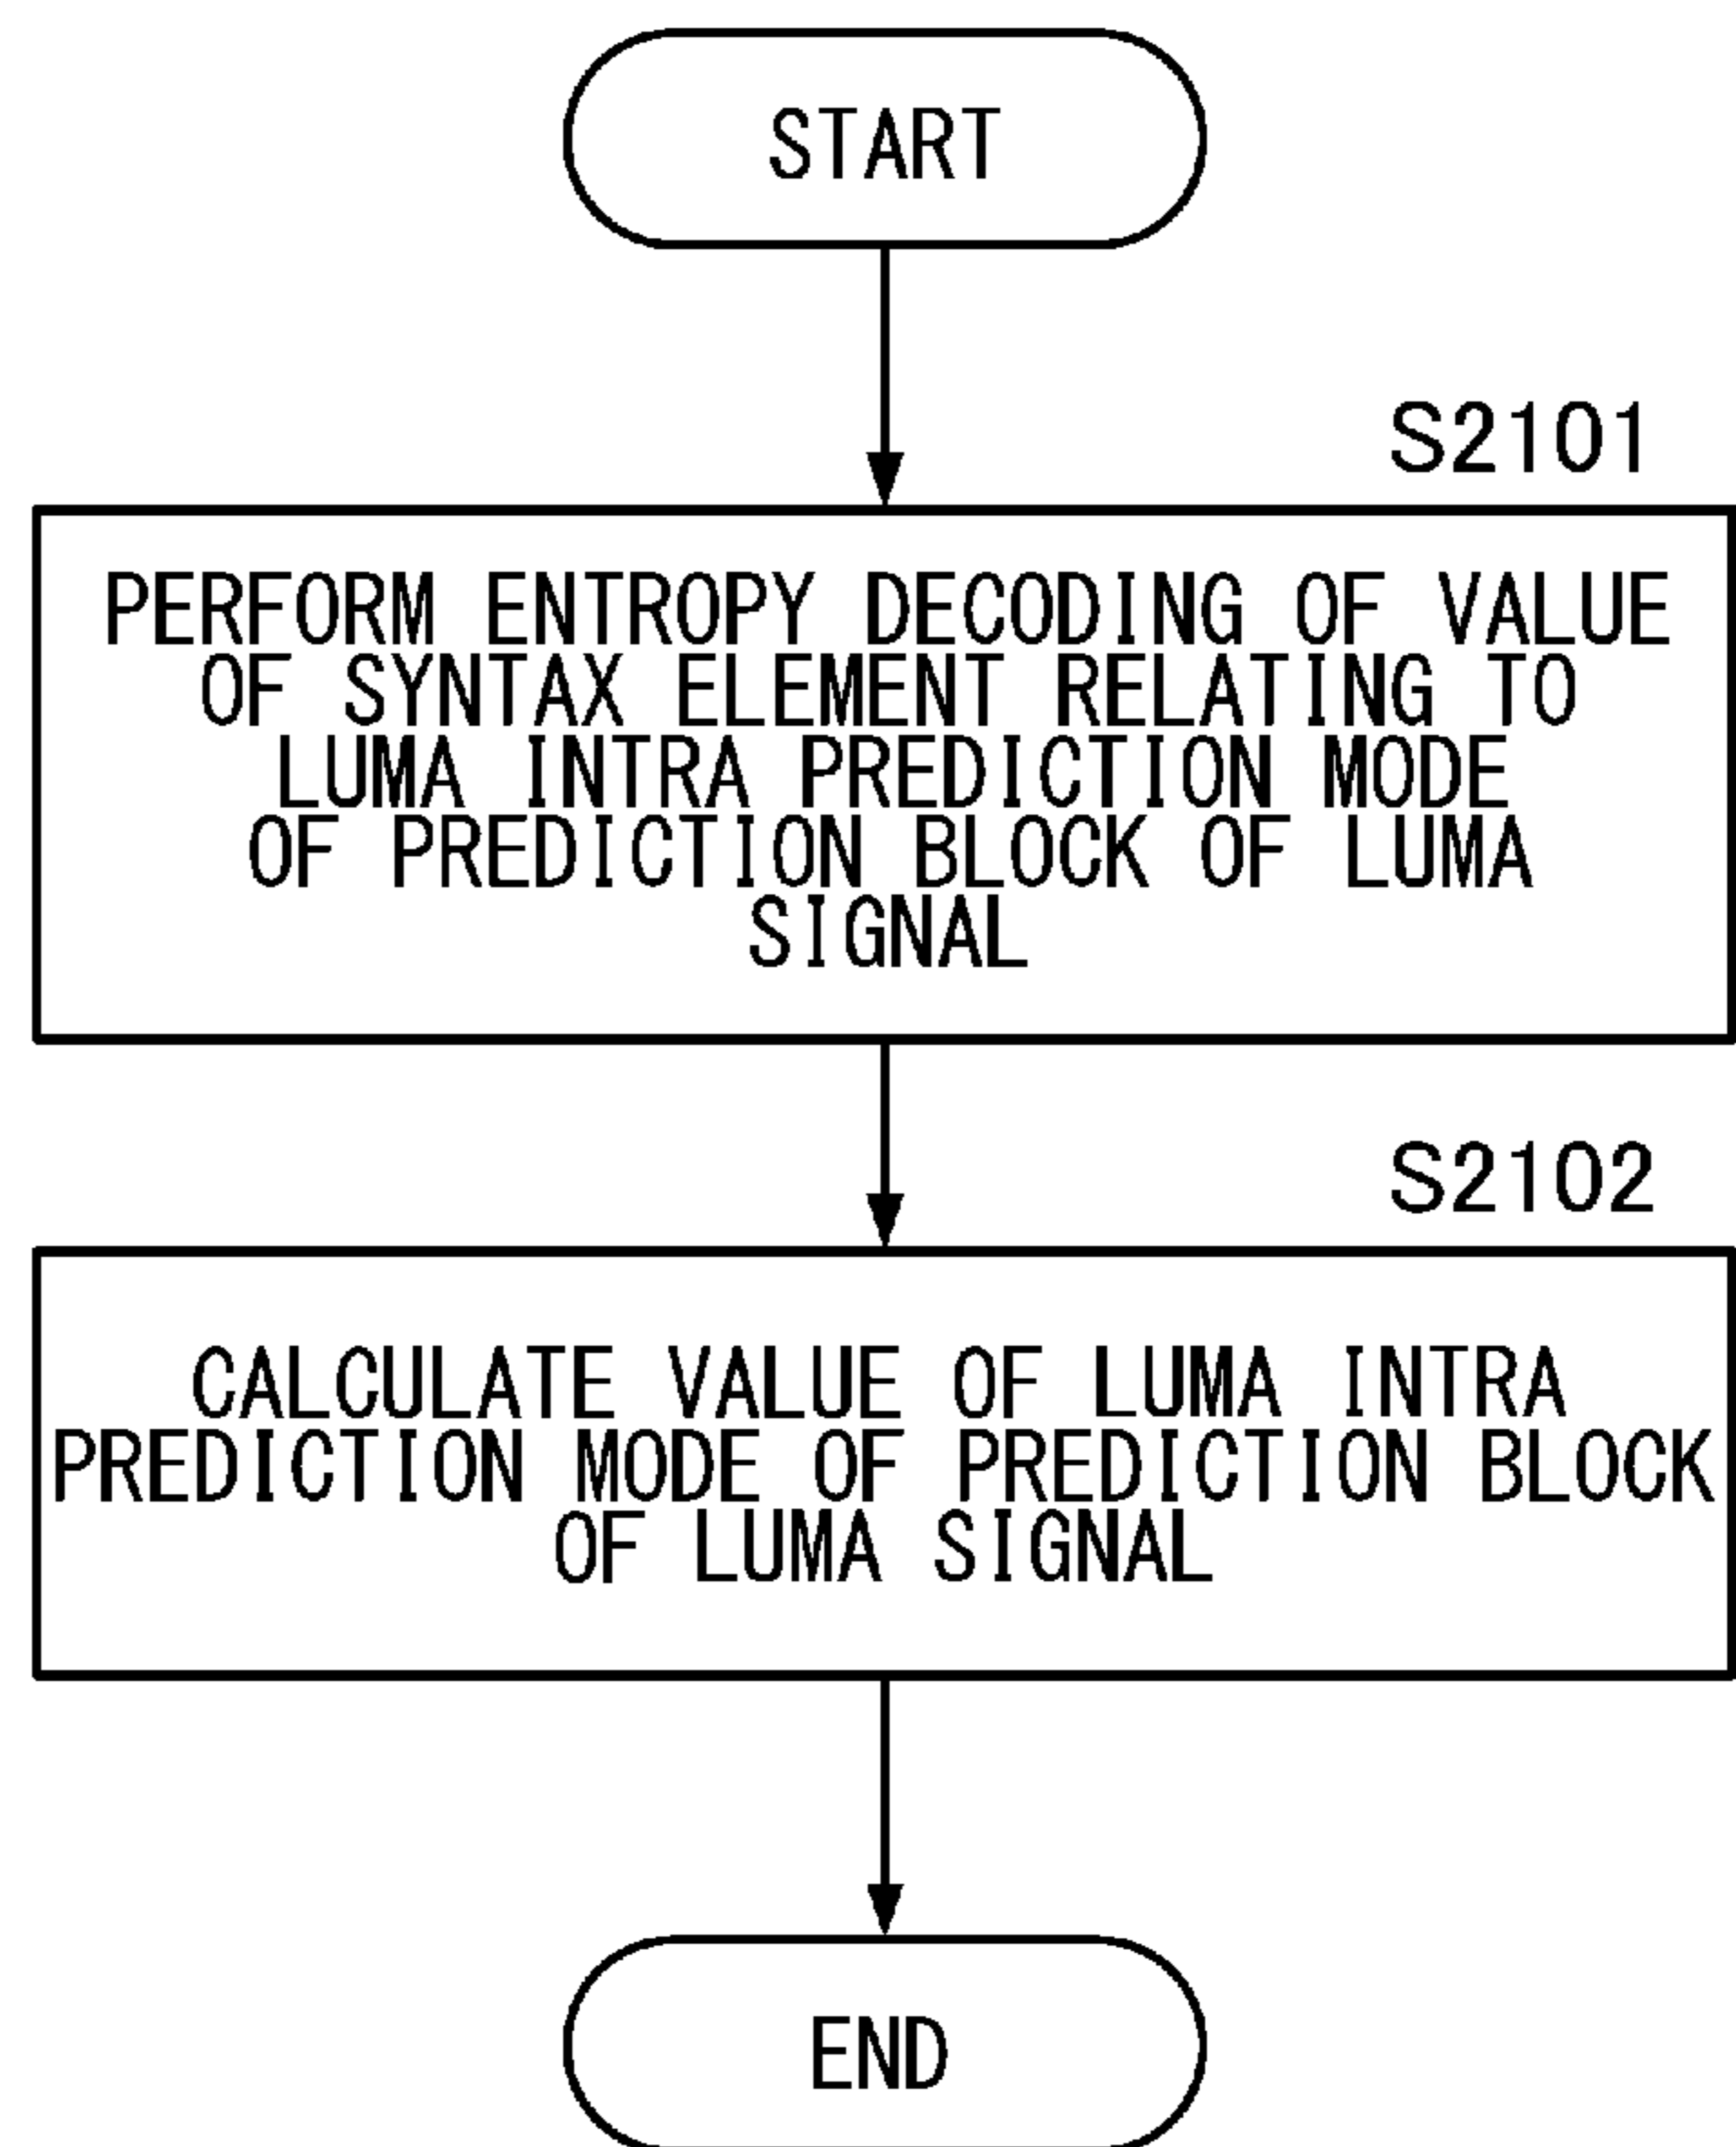 START
S2101
PERFORM ENTROPY DECODING OF VALUE
OF SYNTAX ELEMENT RELATING TO
LUMA INTRA PREDICTION MODE
OF PREDICTION BLOCK OF LUMA
SIGNAL
S2102
CALCULATE VALUE OF LUMA INTRA
PREDICTION MODE OF PREDICTION BLOCK
OF LUMA SIGNAL
END